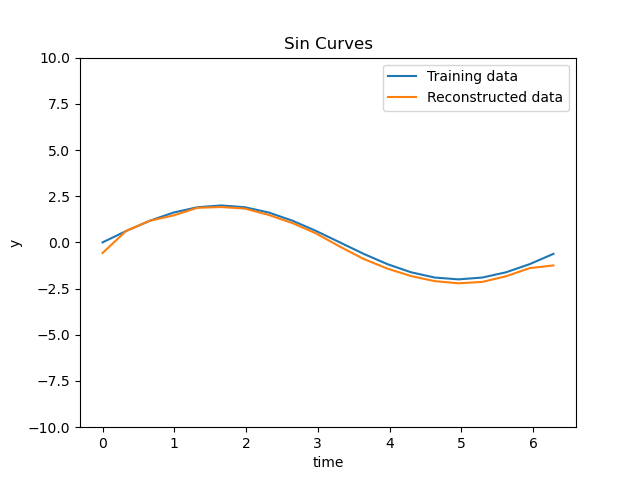 Sin Curves
Training data
Reconstructed data
y
10.0
7.5
5.0
2.5
0.0
−2.5
−5.0
−7.5
−10.0
0 1 2 3 4 5 6
time